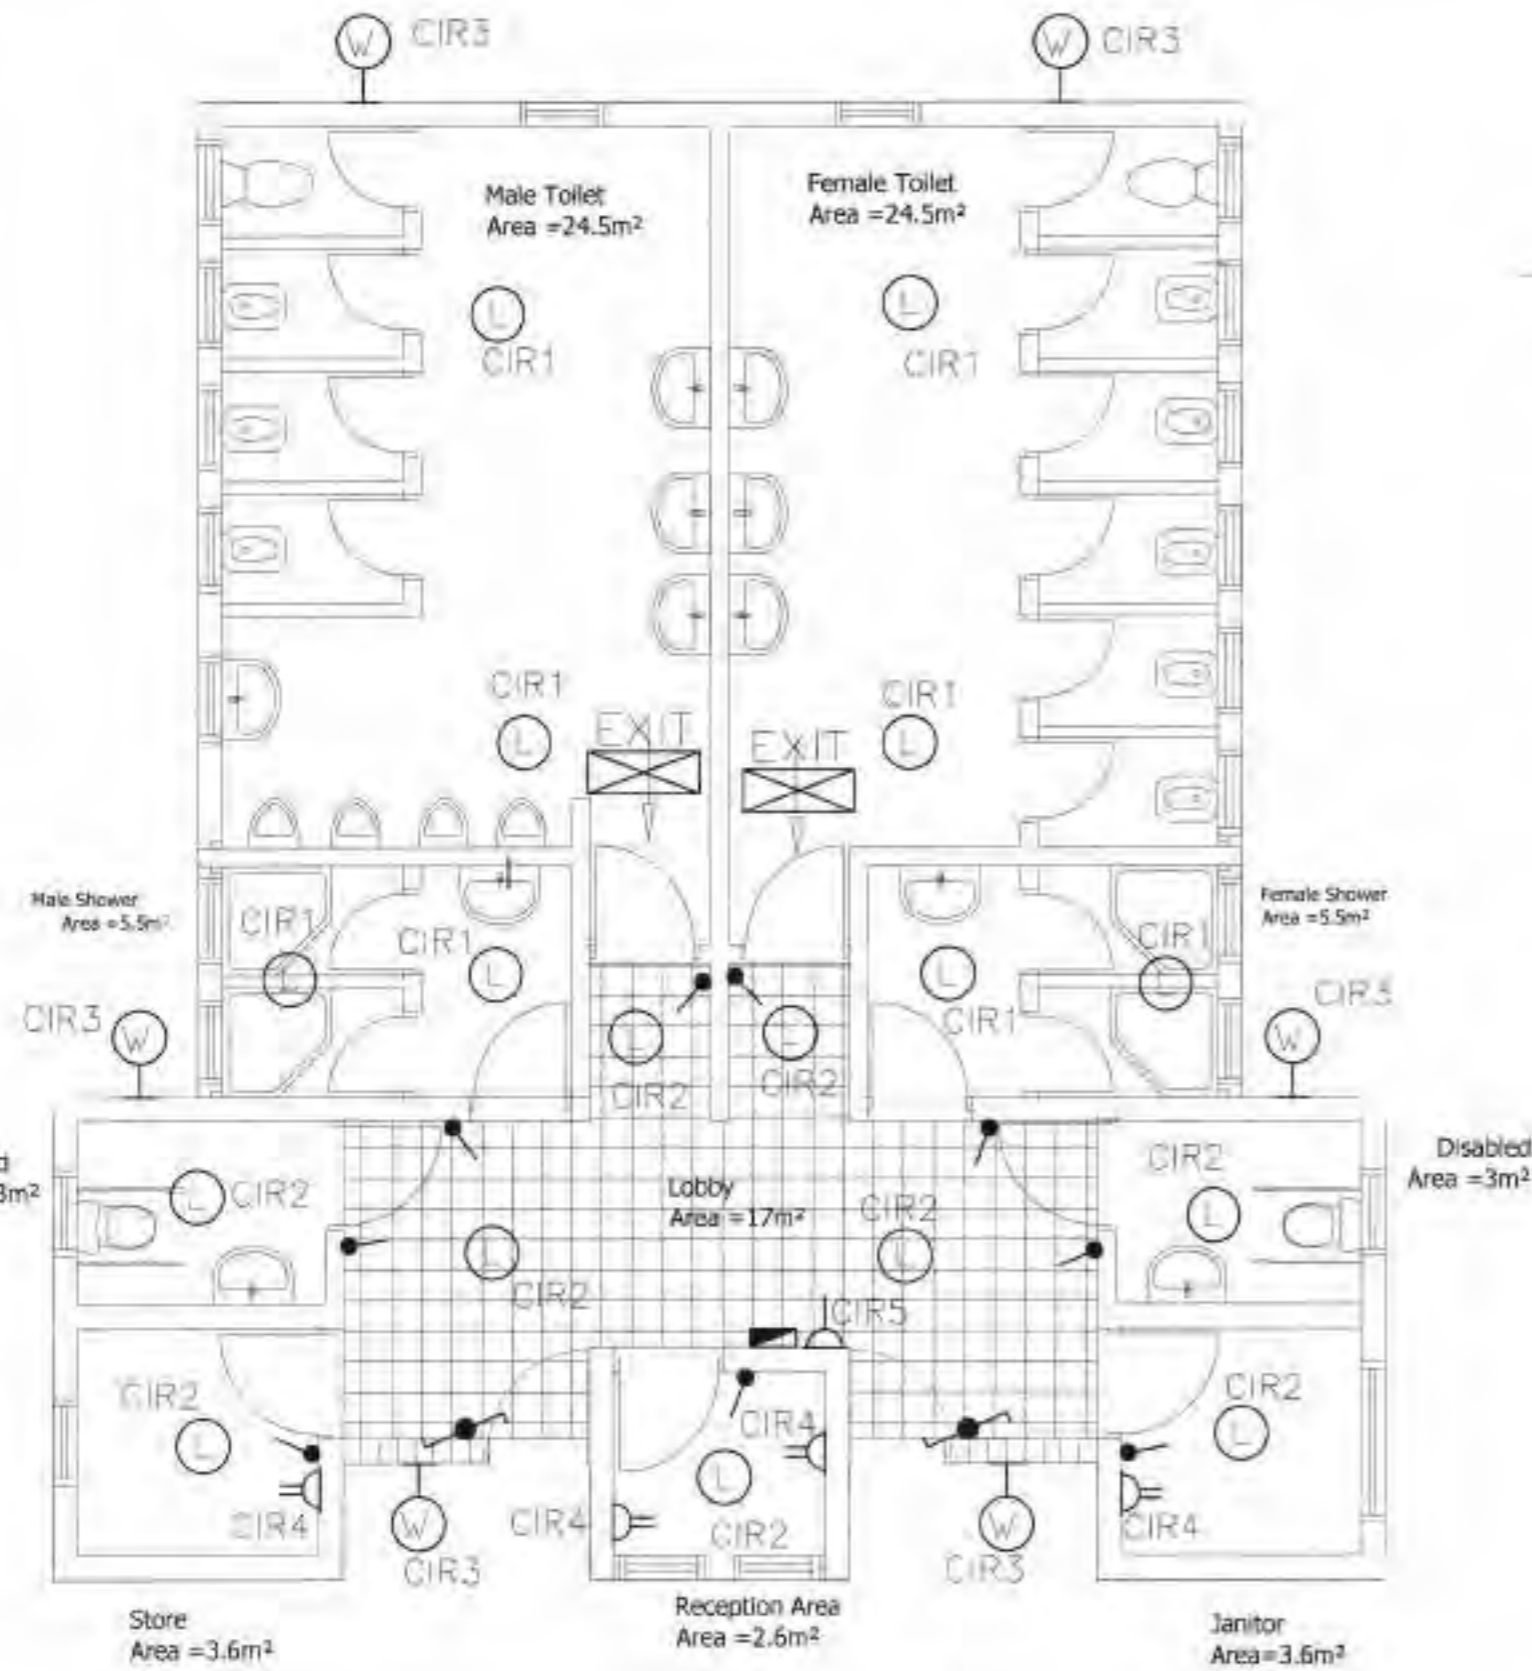 W CIR3
W CIR3
Male Toilet
Area =24.5m²
Female Toilet
Area =24.5m²
L
CIR1
L
CIR1
CIR1
L
EXIT
EXIT
CIR1
L
Male Shower
Area =5.5m²
CIR1
L
CIR1
L
L
CIR1
CIR1
L
Female Shower
Area =5.5m²
CIR3
W
L
CIR2
L
CIR2
CIR3
W
3m²
L CIR2
Lobby
Area =17m²
L
CIR2
CIR2
L
CIR2
L
Disabled
Area =3m²
CIR5
CIR2
L
CIR4
W
CIR3
CIR4
L
CIR4
CIR2
W
CIR3
CIR2
L
CIR4
Store
Area =3.6m²
Reception Area
Area =2.6m²
Janitor
Area=3.6m²